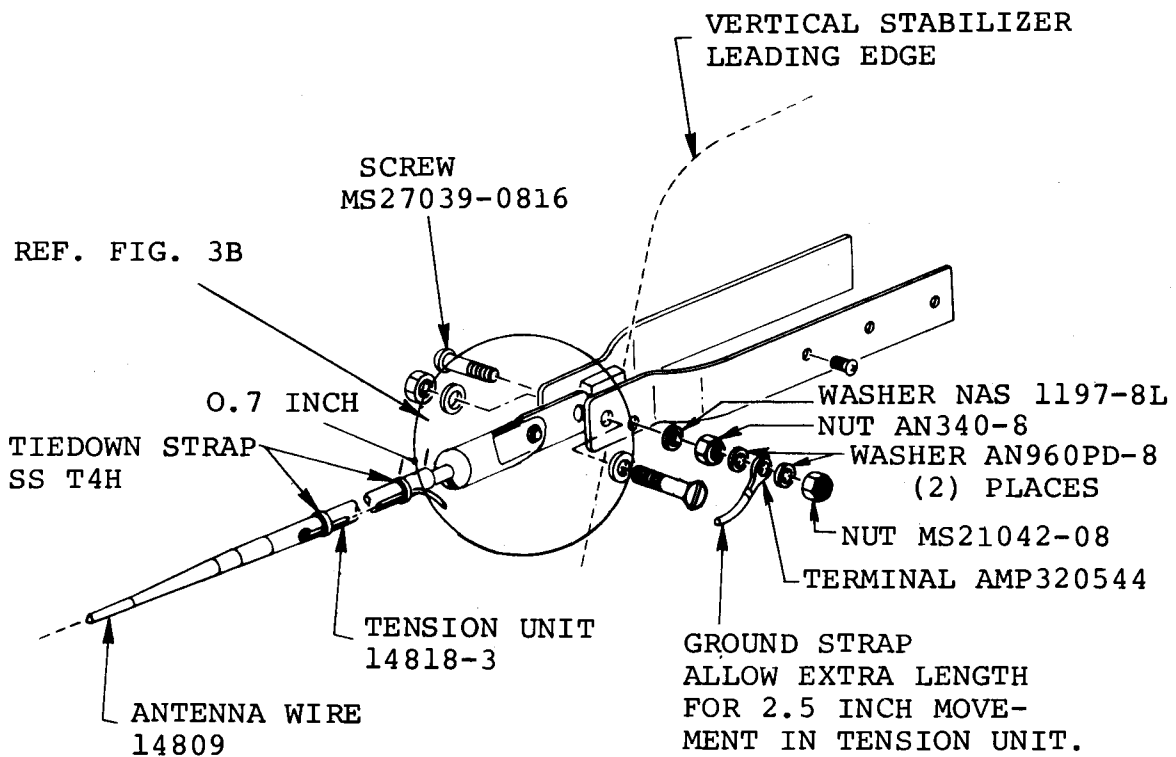 VERTICAL STABILIZER
LEADING EDGE
SCREW
MS27039-0816
REF. FIG. 3B
0.7 INCH
TIEDOWN STRAP
SS T4H
WASHER NAS 1197-8L
NUT AN340-8
WASHER AN960PD-8
(2) PLACES
NUT MS21042-08
TERMINAL AMP320544
TENSION UNIT
14818-3
GROUND STRAP
ALLOW EXTRA LENGTH
FOR 2.5 INCH MOVE-
MENT IN TENSION UNIT.
ANTENNA WIRE
14809